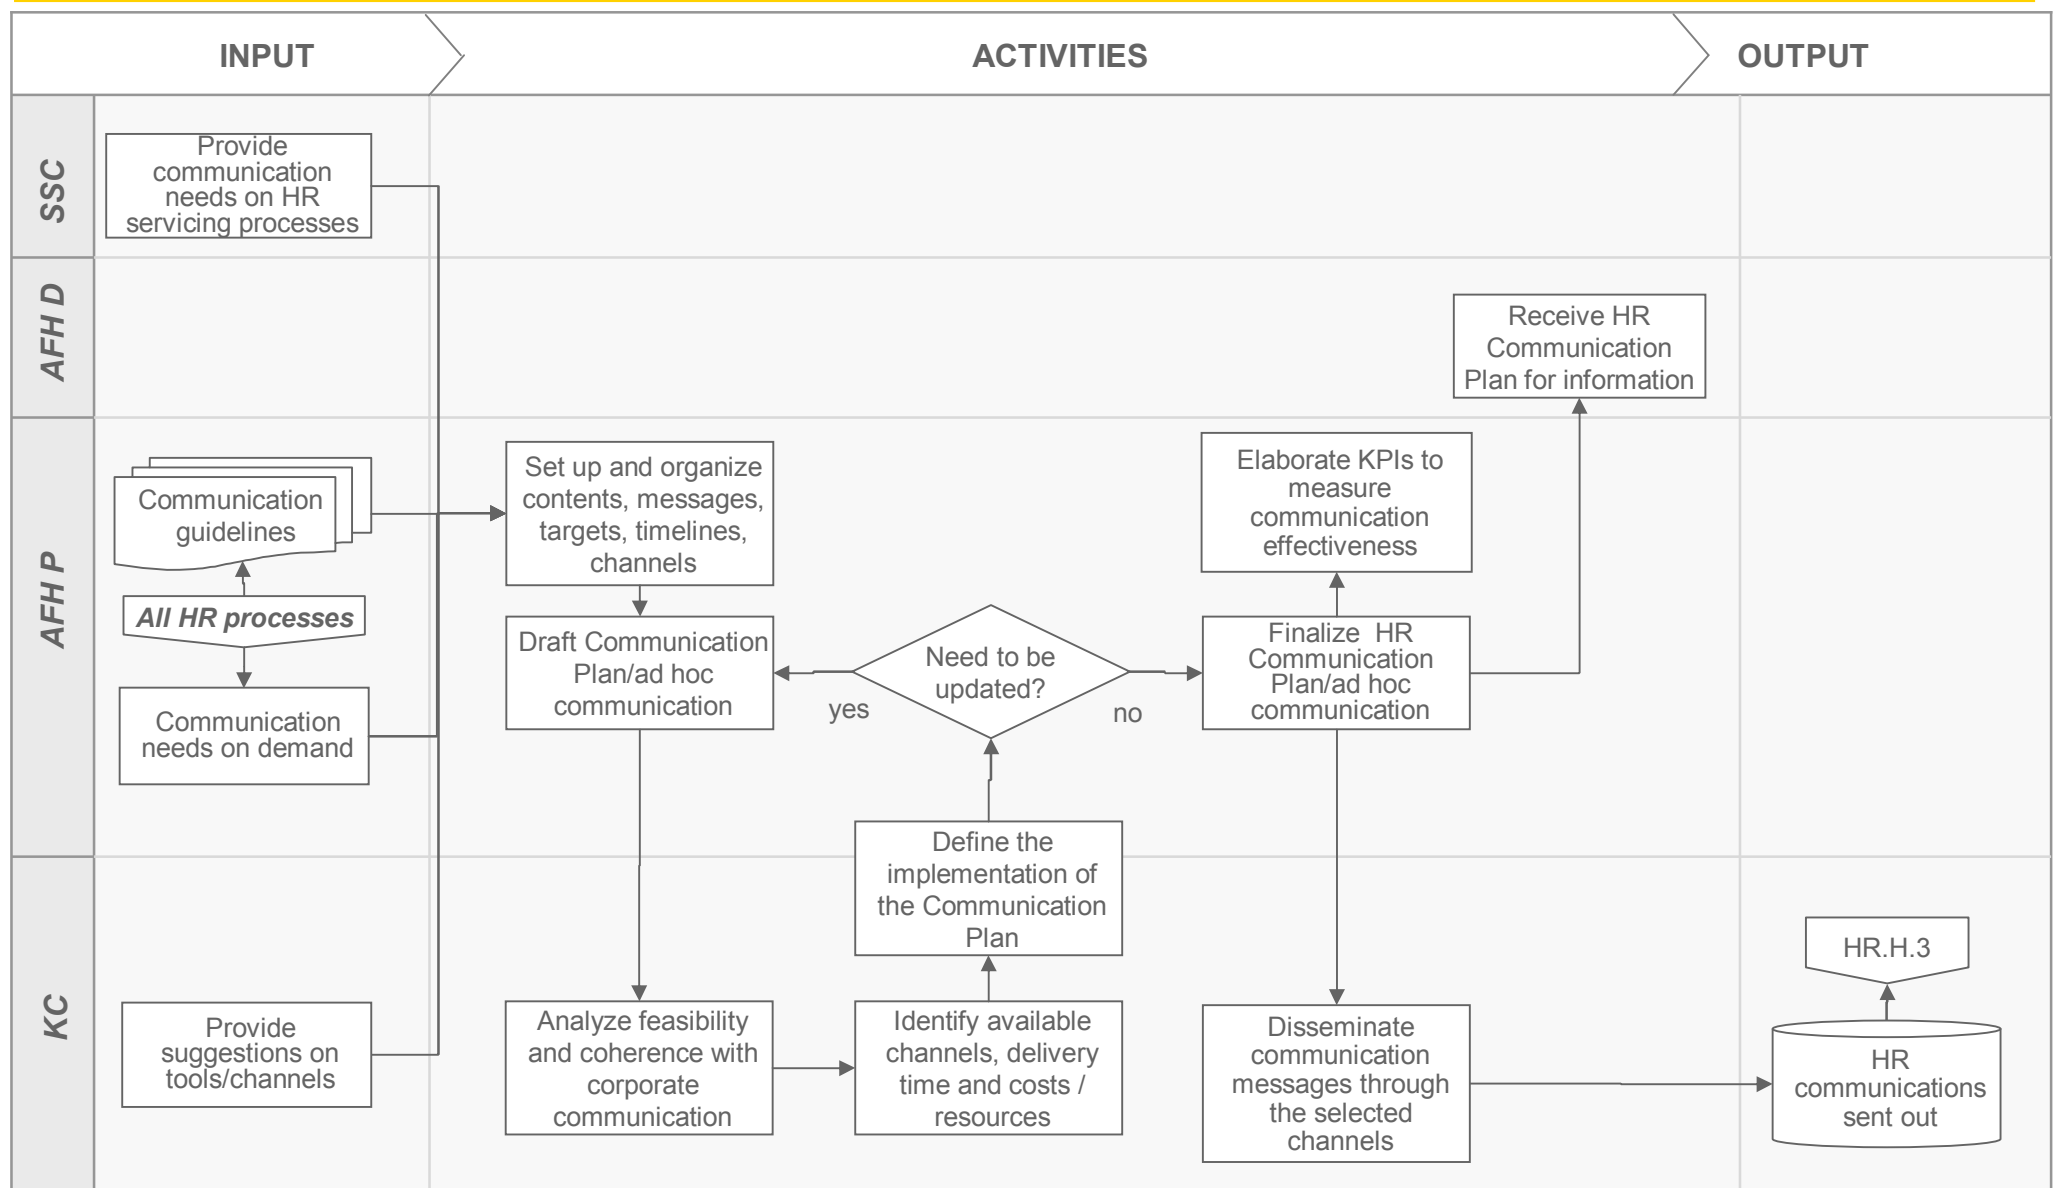 INPUT
ACTIVITIES
OUTPUT
SSC
Provide
communication
needs on HR
servicing processes
AFH D
Receive HR
Communication
Plan for information
AFH P
Communication
guidelines
All HR processes
Communication
needs on demand
Set up and organize
contents, messages,
targets, timelines,
channels
Draft Communication
Plan/ad hoc
communication
Need to be
updated?
yes
no
Elaborate KPIs to
measure
communication
effectiveness
Finalize  HR
Communication
Plan/ad hoc
communication
Define the
implementation of
the Communication
Plan
KC
Provide
suggestions on
tools/channels
Analyze feasibility
and coherence with
corporate
communication
Identify available
channels, delivery
time and costs /
resources
Disseminate
communication
messages through
the selected
channels
HR.H.3
HR
communications
sent out